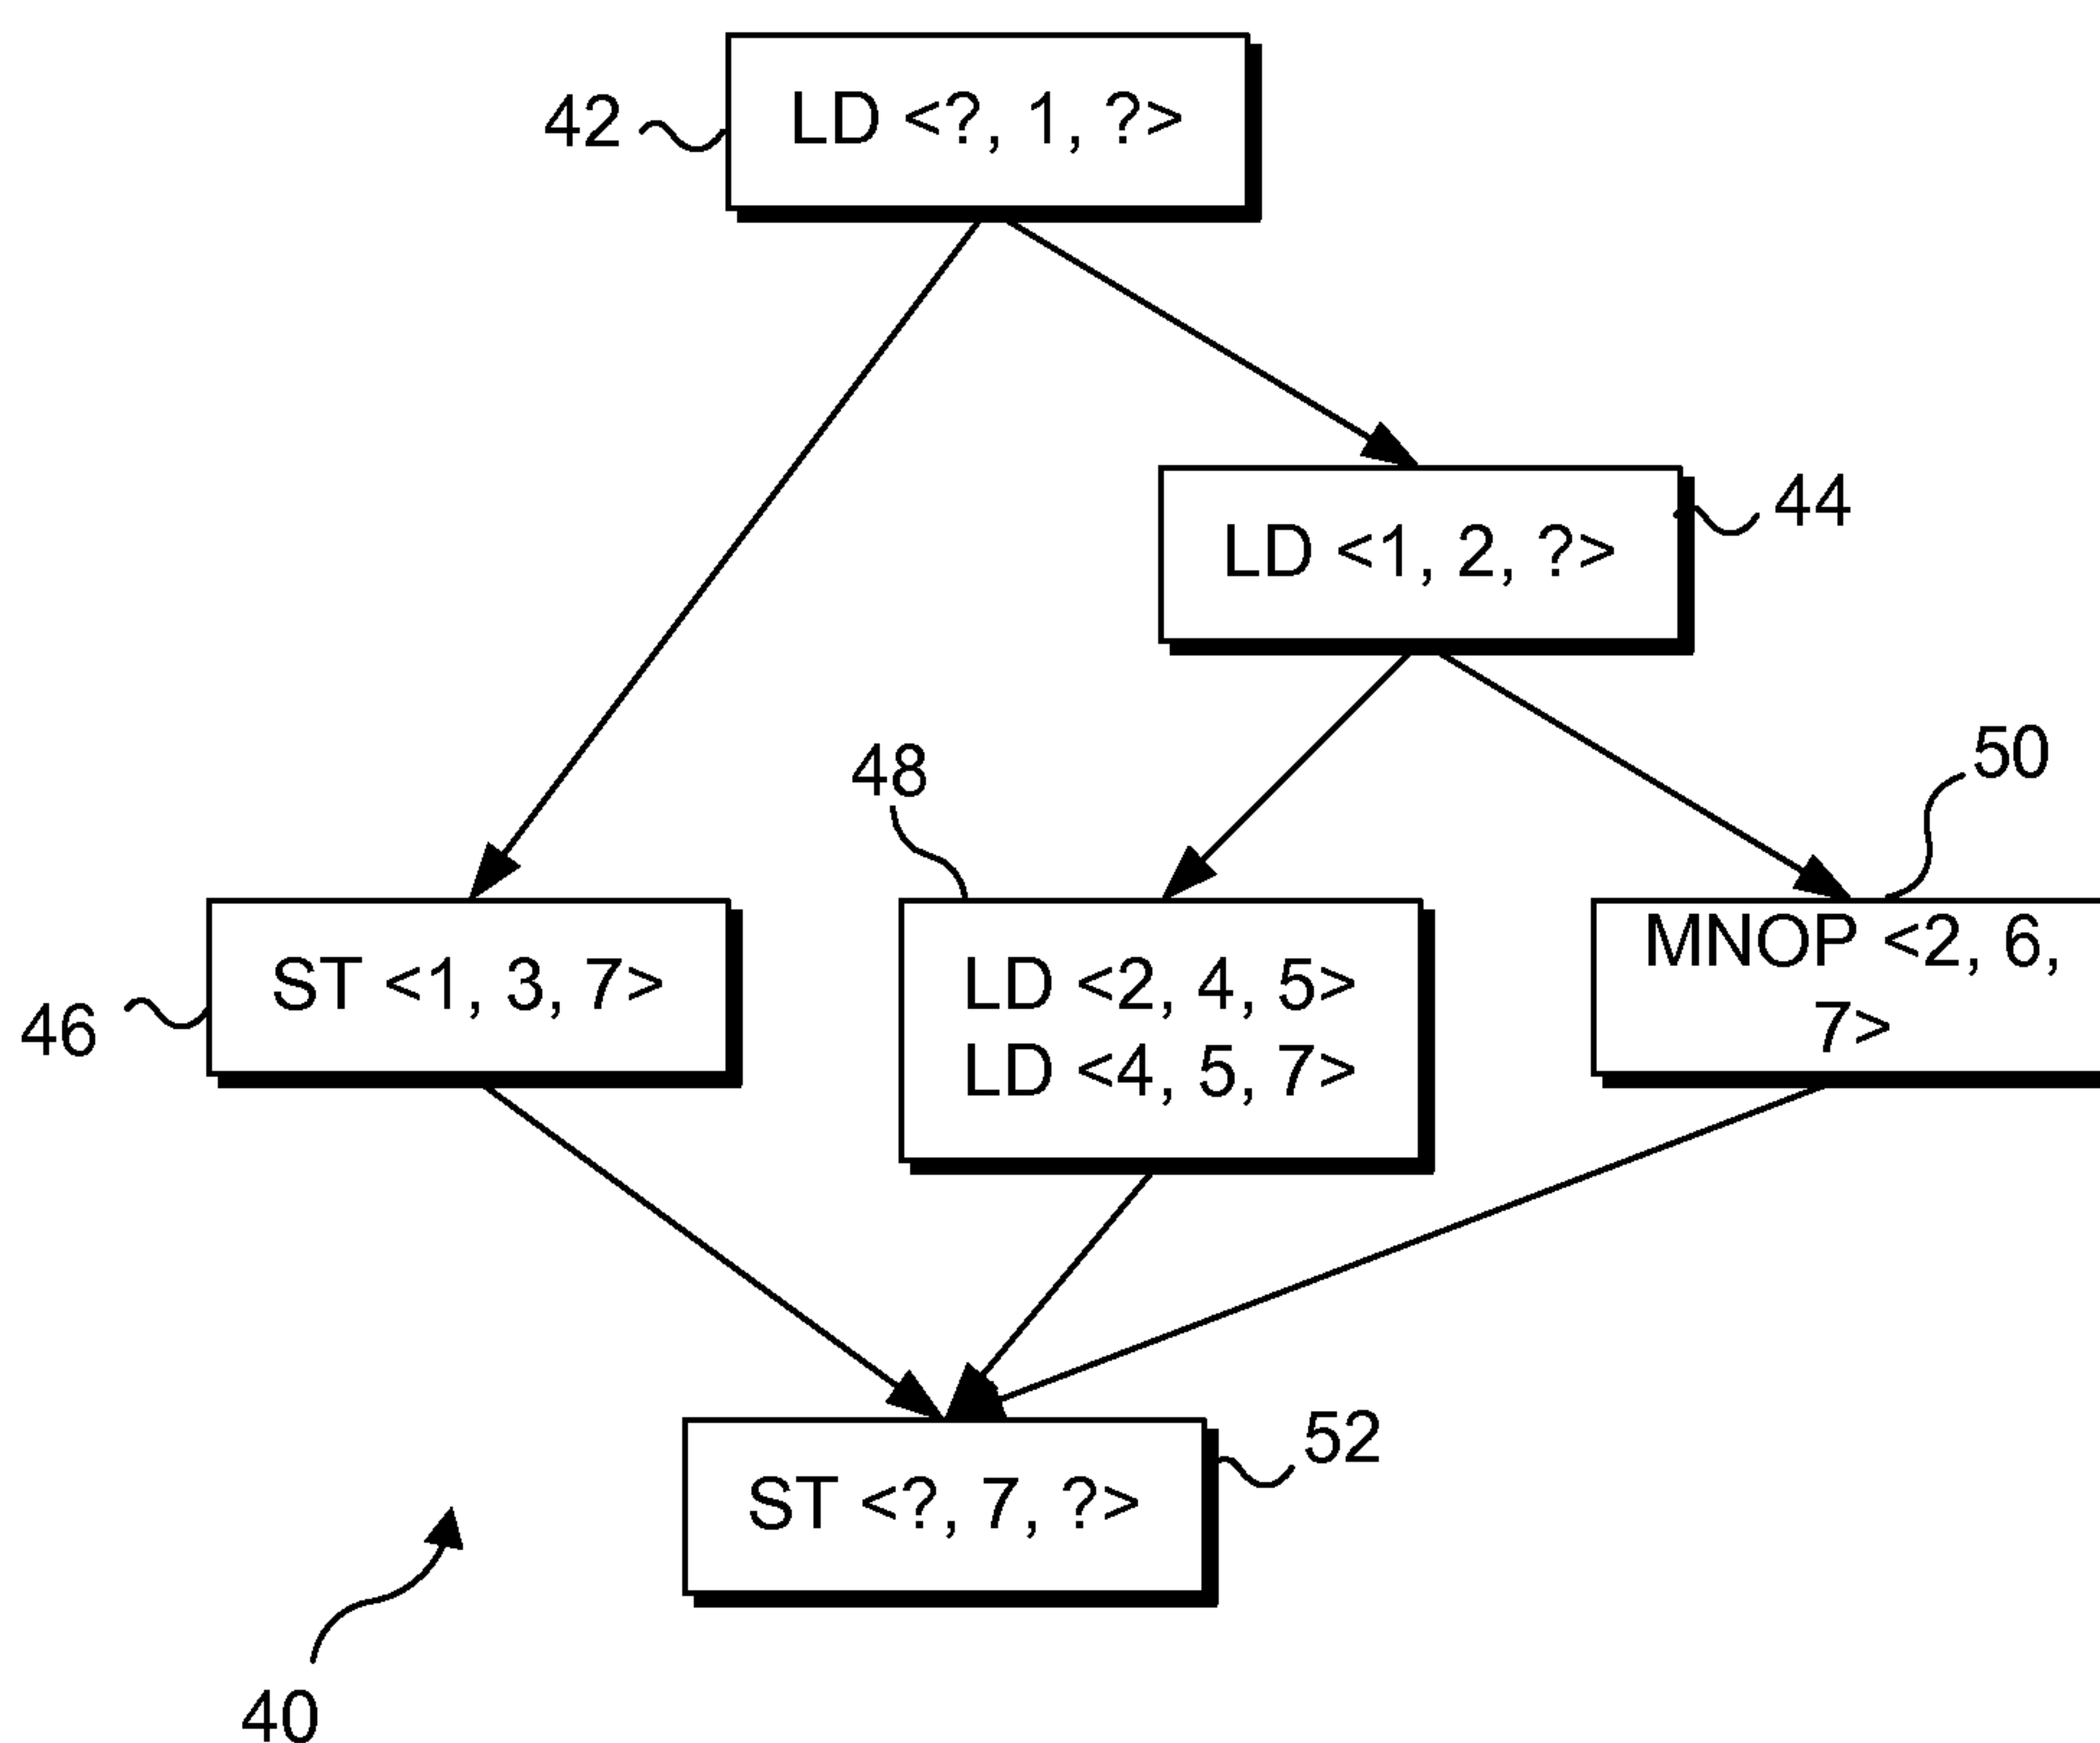 42
LD <?, 1, ?>
44
LD <1, 2, ?>
48
50
46
ST <1, 3, 7>
LD <2, 4, 5>
LD <4, 5, 7>
MNOP <2, 6,
7>
52
ST <?, 7, ?>
40